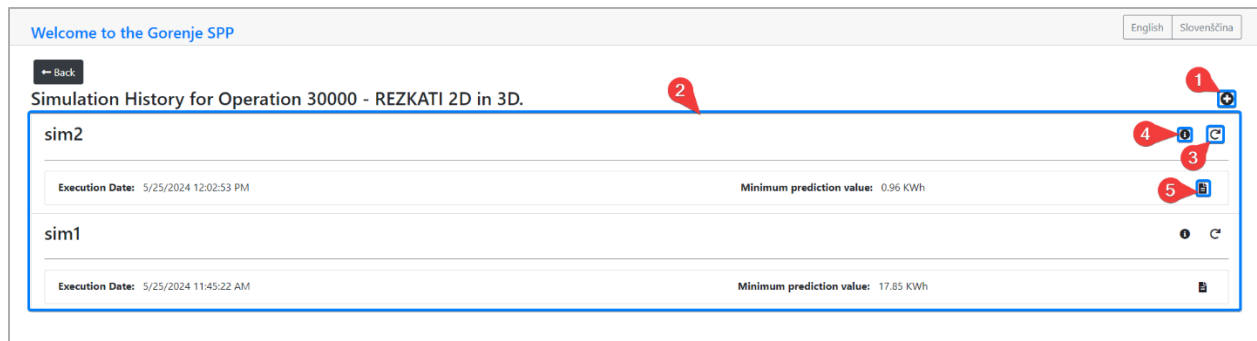 Welcome to the Gorenje SPP
English Slovenščina
Back
1
Simulation History for Operation 30000 - REZKATI 2D in 3D.
2
sim2
4
3
Execution Date: 5/25/2024 12:02:53 PM Minimum prediction value: 0.96 KWh
5
sim1
Execution Date: 5/25/2024 11:45:22 AM Minimum prediction value: 17.85 KWh